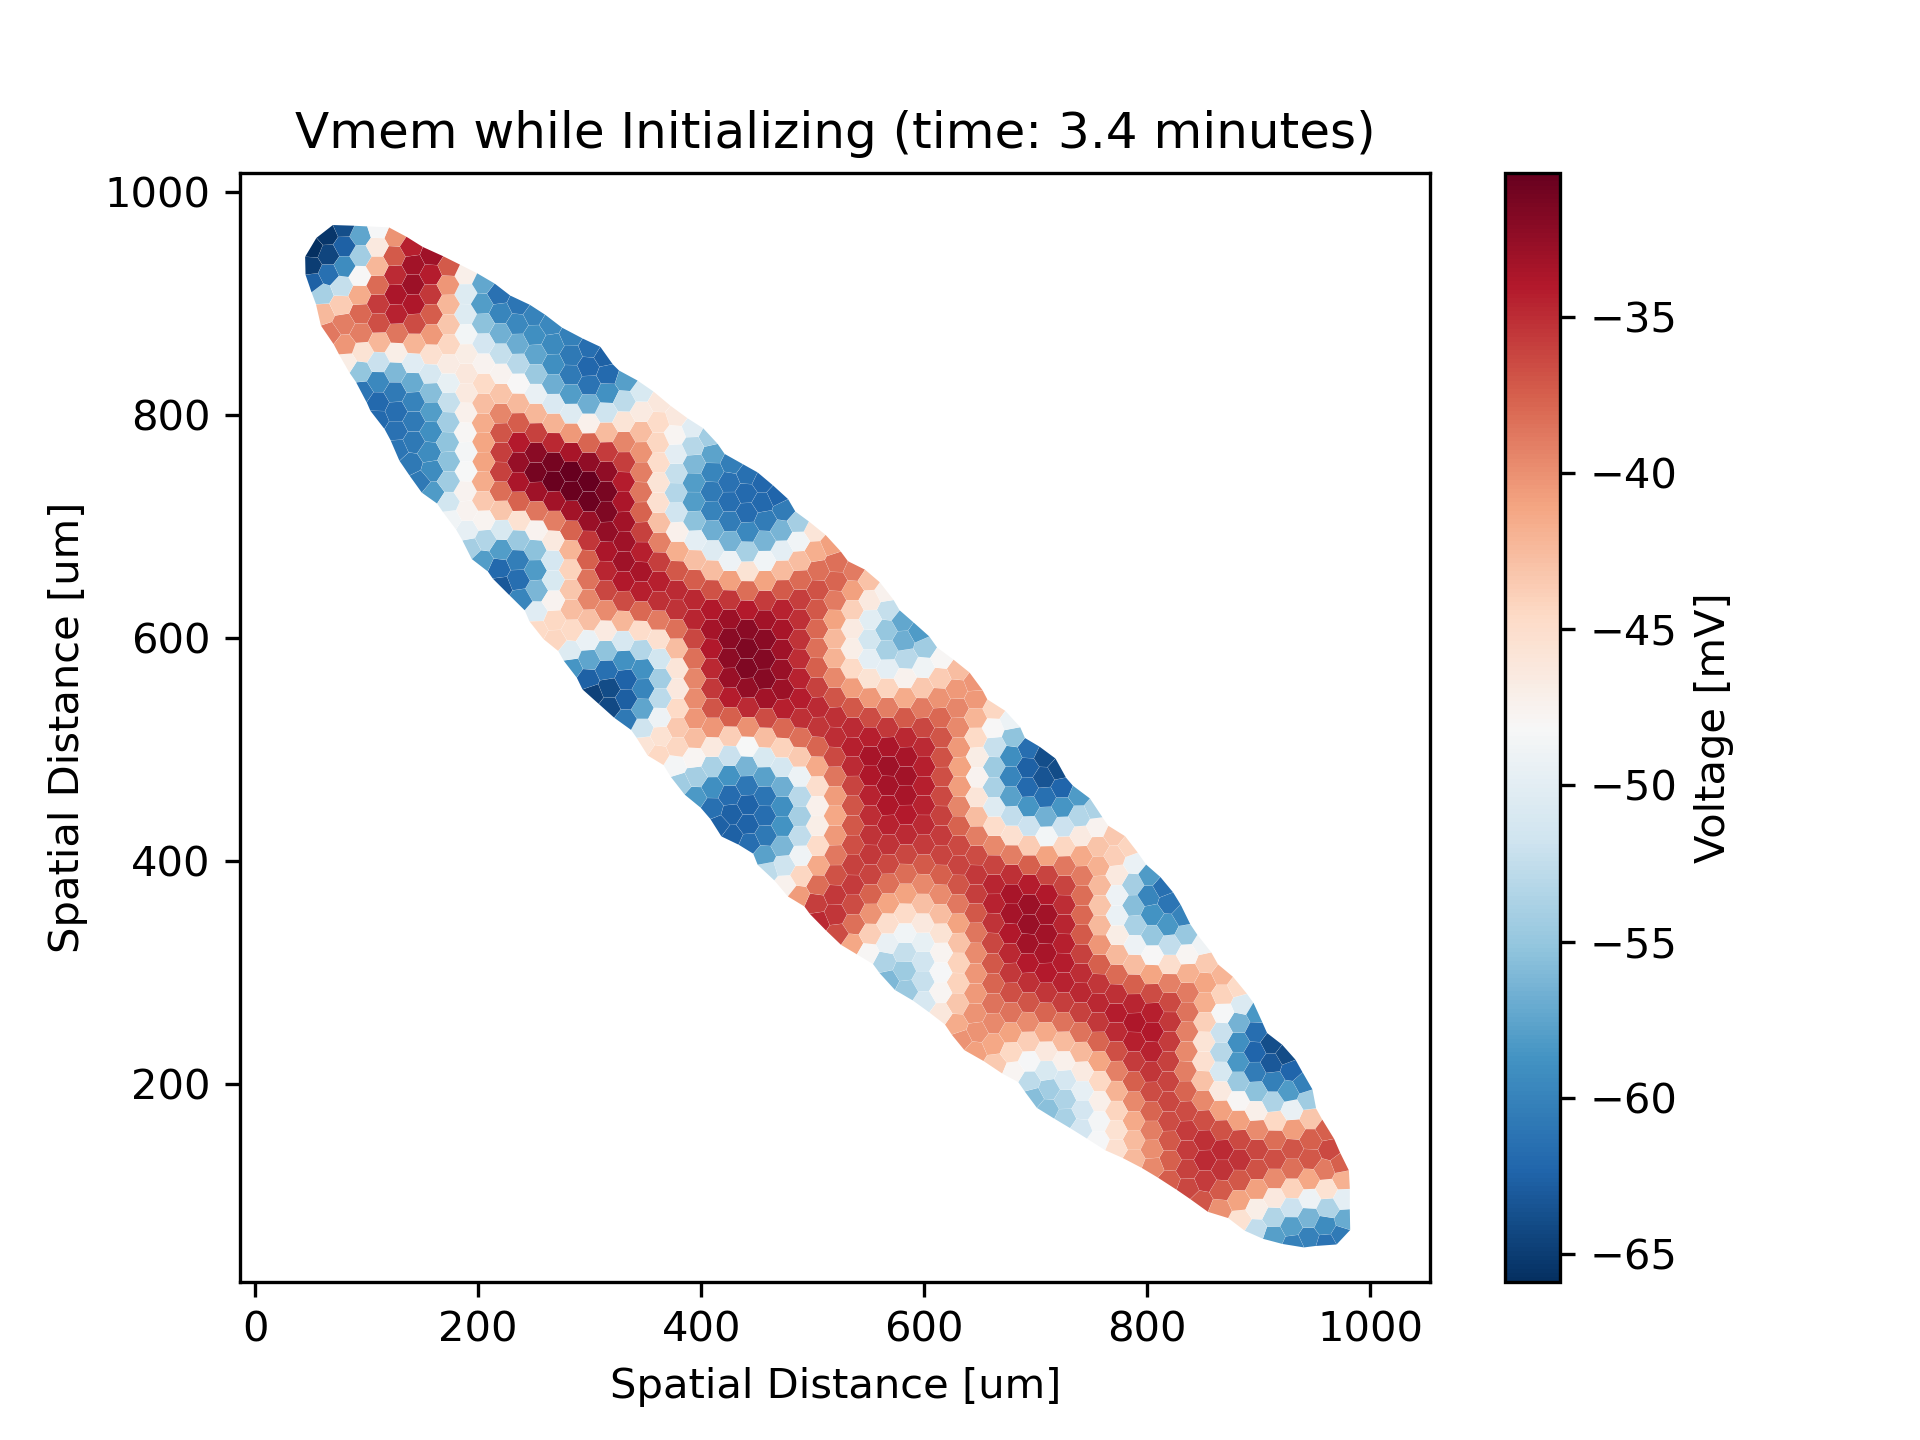 Vmem while Initializing (time: 3.4 minutes)
1000
800
600
400
200
Spatial Distance [um]
0 200 400 600 800 1000
Spatial Distance [um]
−35
−40
−45
−50
−55
−60
−65
Voltage [mV]